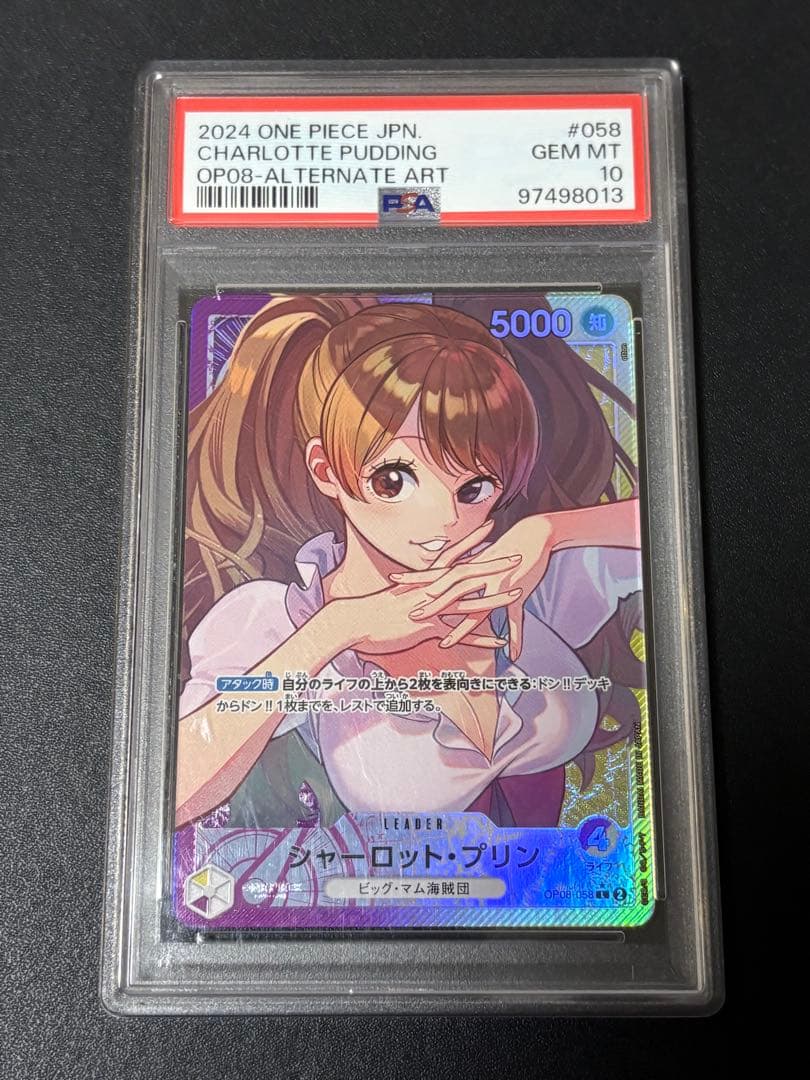 2024 ONE PIECE JPN. #058
CHARLOTTE PUDDING GEM MT
OP08-ALTERNATE ART 10
97498013
PSA
5000 知
アタック時 自分のライフの上から2枚を表向きにできる:ドン!!デッキ
からドン!!1枚までを、レストで追加する。
LEADER
シャーロット・プリン
4
ライフ
ビッグ・マム海賊団
OP08-058 L 2